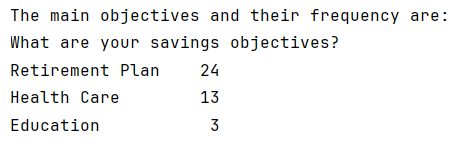 The main objectives and their frequency are:
What are your savings objectives?
Retirement Plan    24
Health Care        13
Education           3